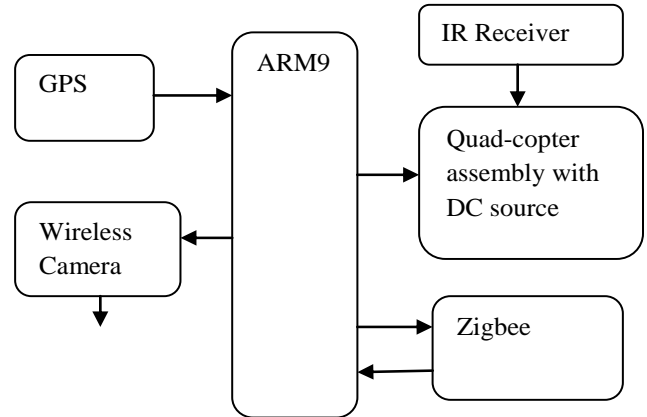 GPS
Wireless
Camera
ARM9
IR Receiver
Quad-copter
assembly with
DC source
Zigbee